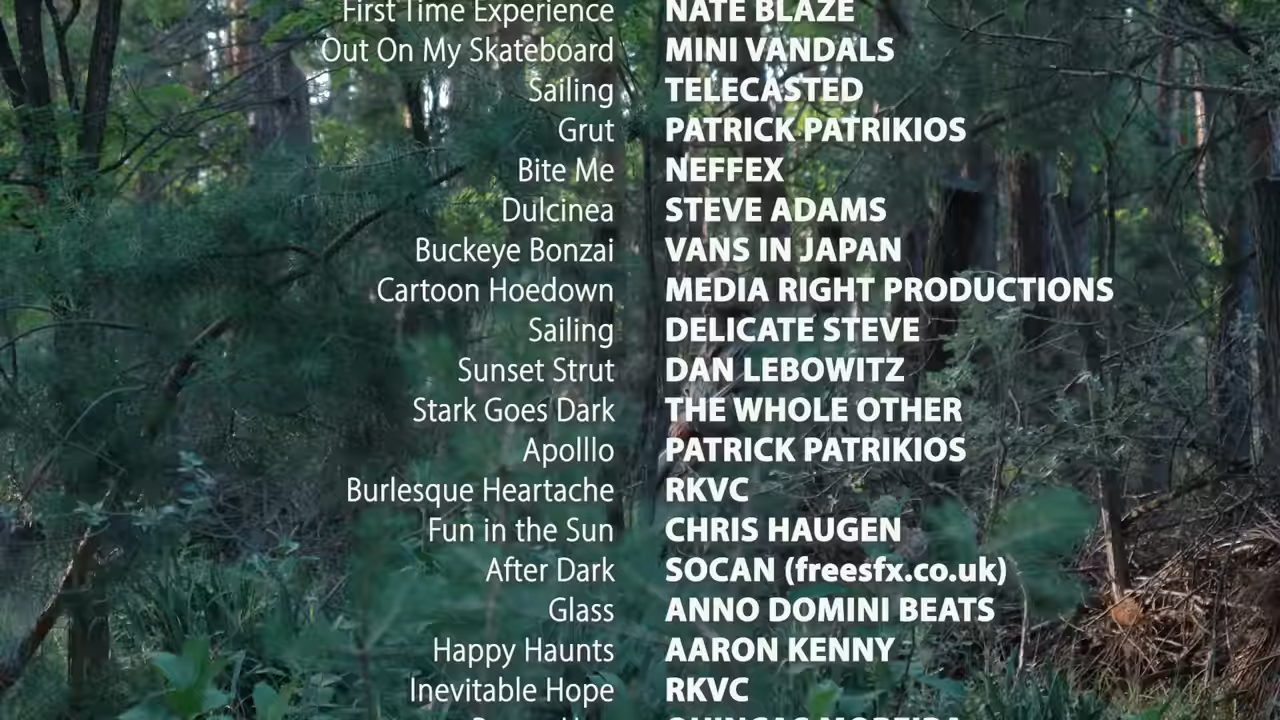 First Time Experience NATE BLAZE
Out On My Skateboard MINI VANDALS
Sailing TELECASTED
Grut PATRICK PATRIKIOS
Bite Me NEFFEX
Dulcinea STEVE ADAMS
Buckeye Bonzai VANS IN JAPAN
Cartoon Hoedown MEDIA RIGHT PRODUCTIONS
Sailing DELICATE STEVE
Sunset Strut DAN LEBOWITZ
Stark Goes Dark THE WHOLE OTHER
Apolllo PATRICK PATRIKIOS
Burlesque Heartache RKVC
Fun in the Sun CHRIS HAUGEN
After Dark SOCAN (freesfx.co.uk)
Glass ANNO DOMINI BEATS
Happy Haunts AARON KENNY
Inevitable Hope RKVC